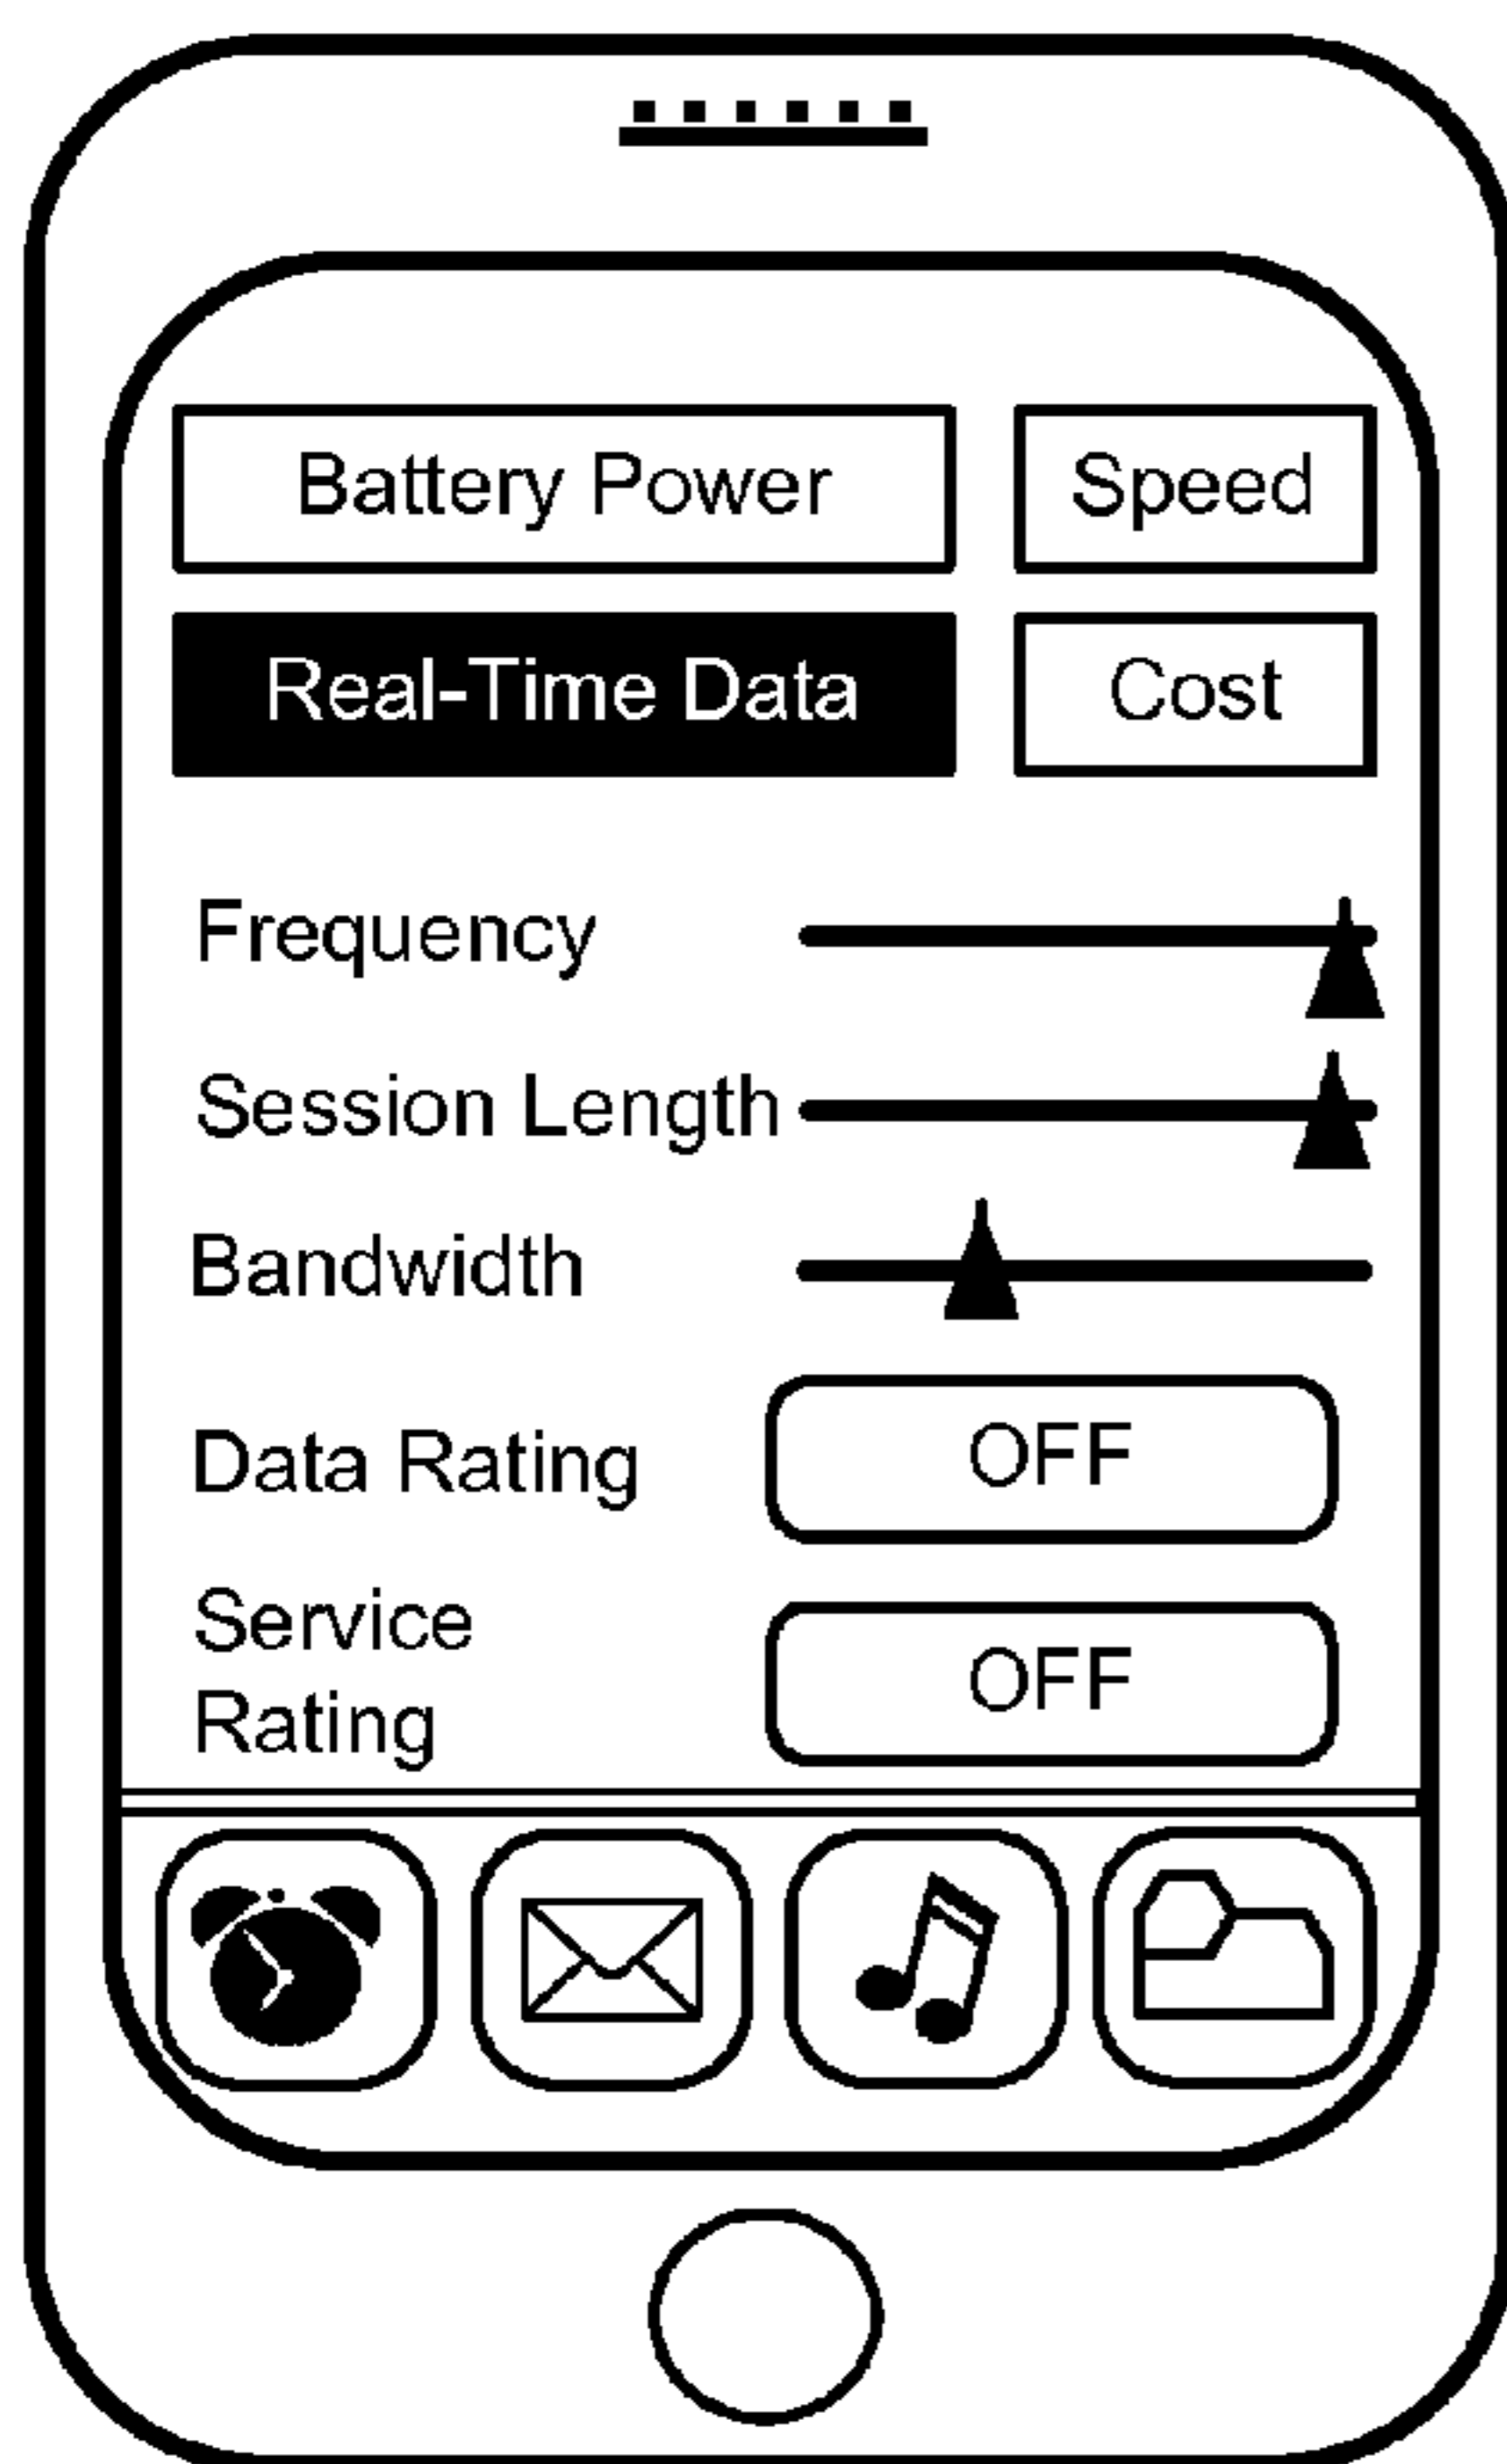 Battery Power
Speed
Real-Time Data
Cost
Frequency
Session Length
Bandwidth
Data Rating
OFF
Service
Rating
OFF